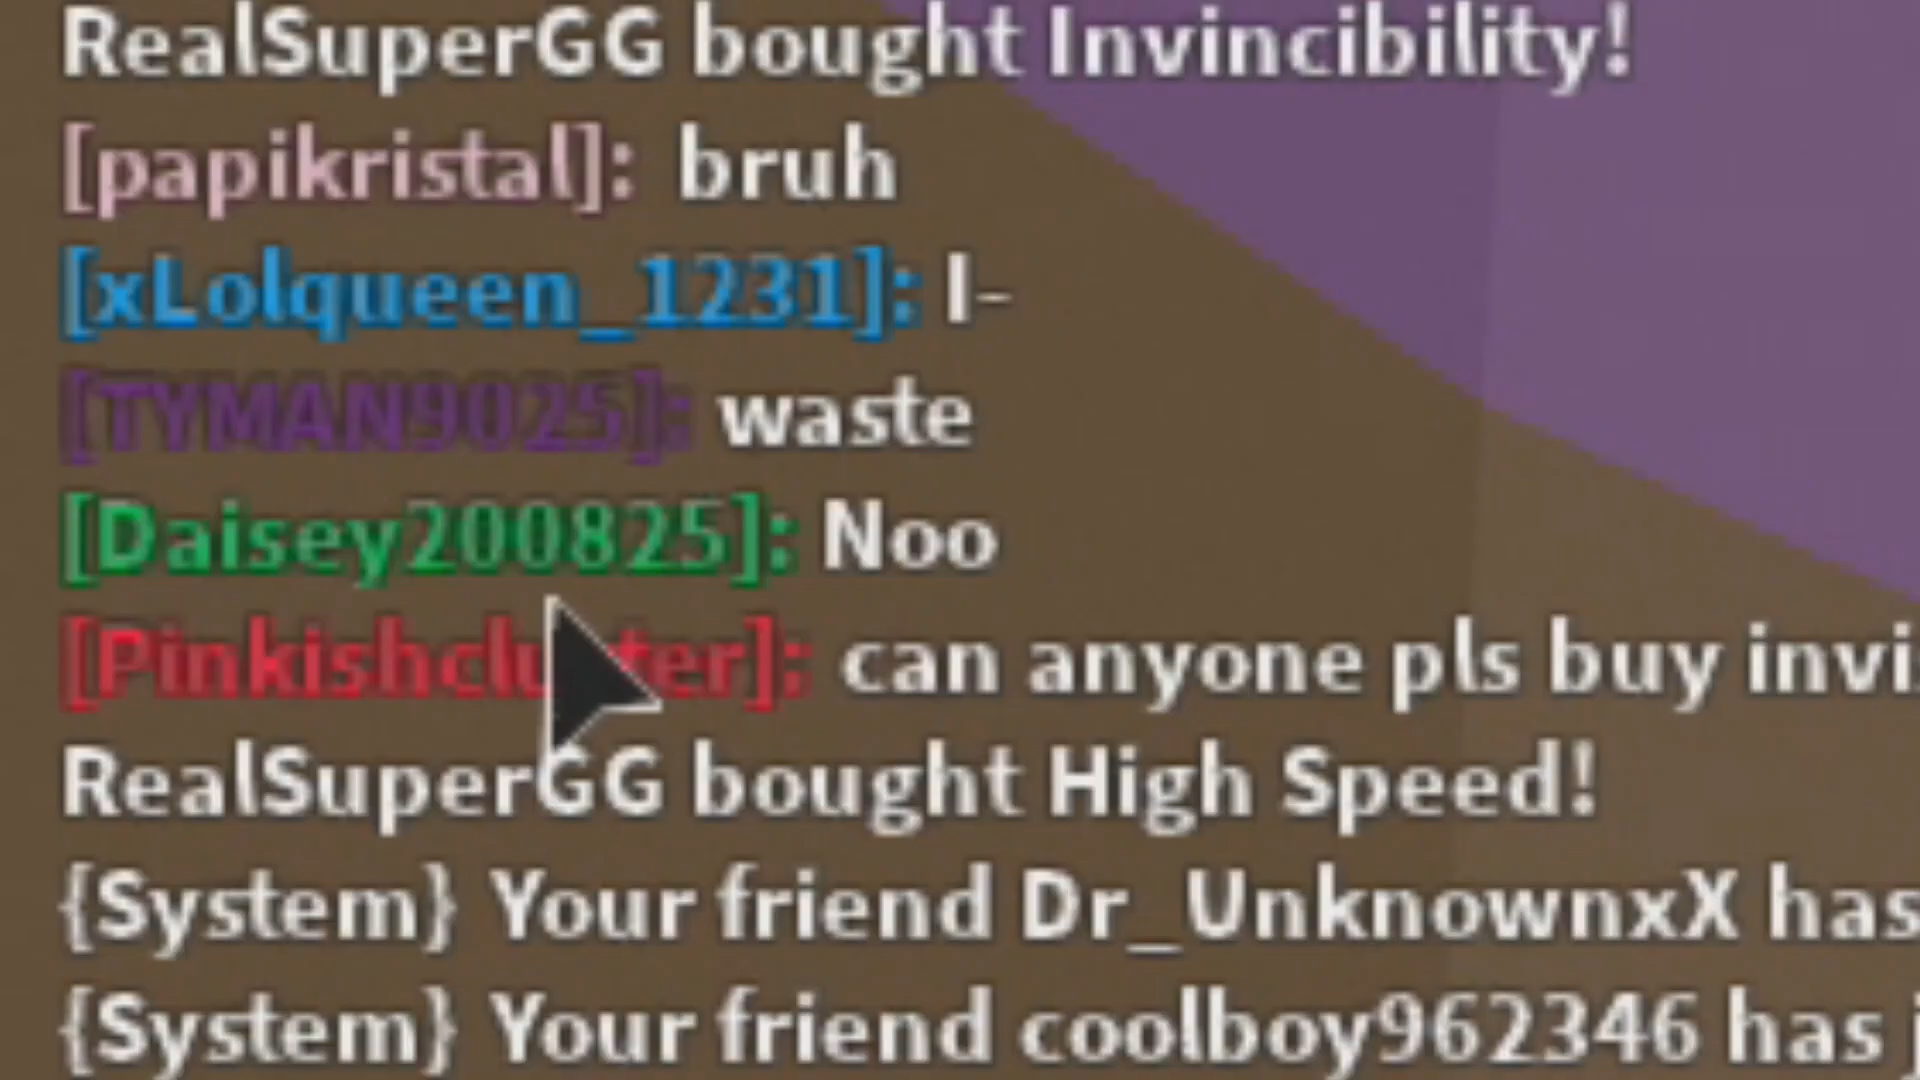 RealSuperGG bought Invincibility!
[papikristal]: bruh
[xLolqueen_1231]: I-
[TYMAN9025]: waste
[Daisey200825]: Noo
can anyone pls buy
RealSuperGG bought High Speed!
{System} Your friend Dr_UnknownxX has
{System} Your friend coolboy962346 has